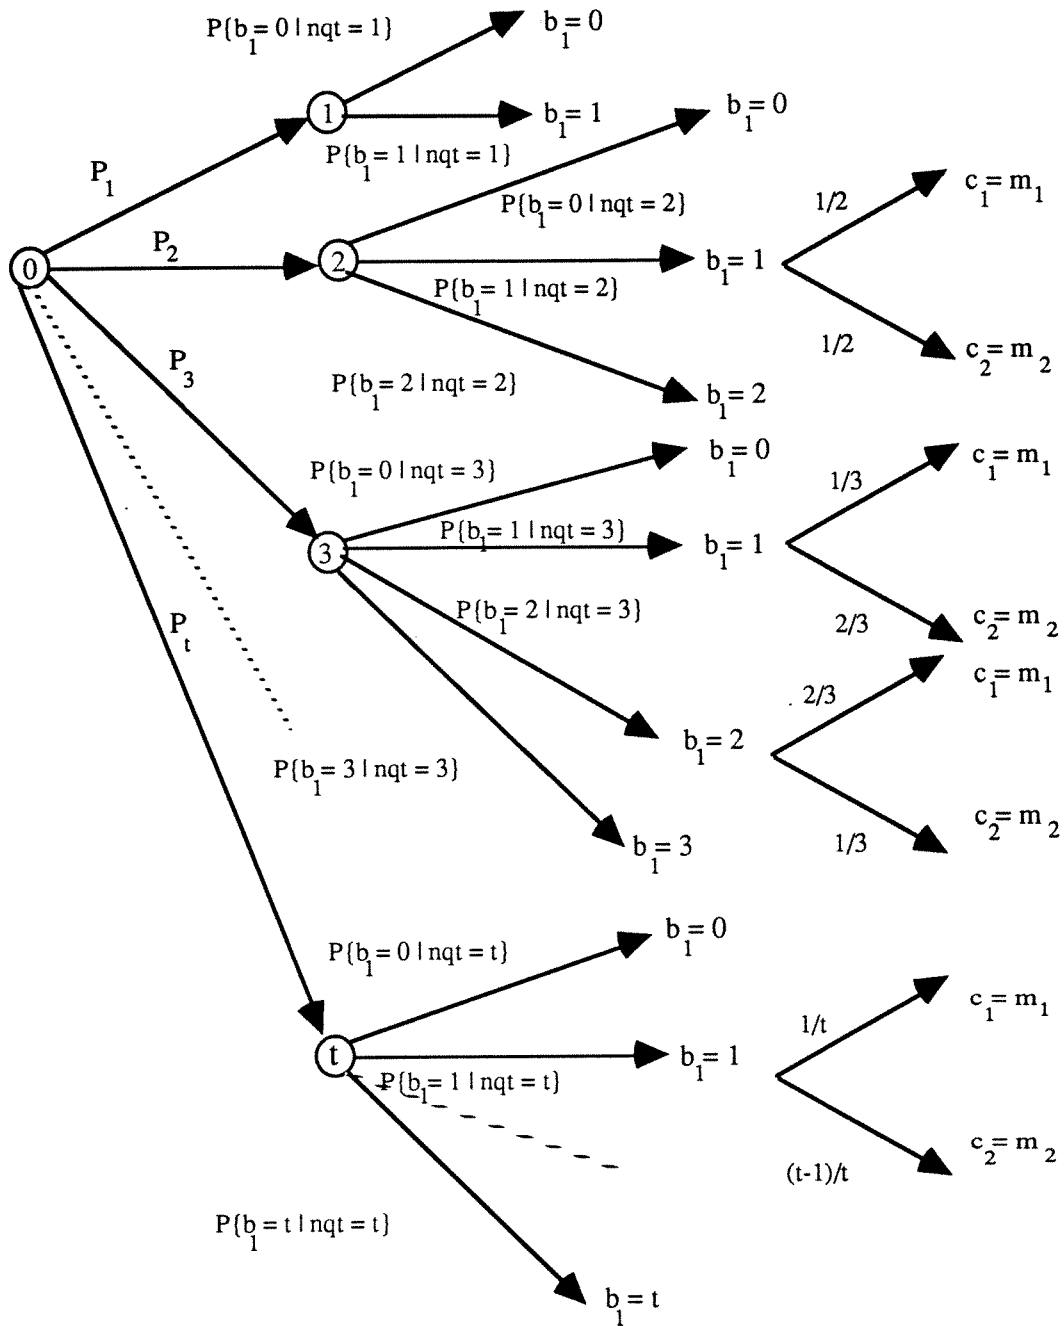 P{b₁ = 0 | nqt = 1}
b₁ = 0
1
b₁ = 1
P{b₁ = 1 | nqt = 1}
b₁ = 0
P₁
P{b₁ = 0 | nqt = 2}
1/2
c₁ = m₁
P₂
0
2
b₁ = 1
P{b₁ = 1 | nqt = 2}
1/2
c₂ = m₂
P₃
P{b₁ = 2 | nqt = 2}
b₁ = 2
b₁ = 0
c₁ = m₁
P{b₁ = 0 | nqt = 3}
1/3
P{b₁ = 1 | nqt = 3}
3
b₁ = 1
P{b₁ = 2 | nqt = 3}
2/3
c₂ = m₂
Pₜ
c₁ = m₁
2/3
b₁ = 2
P{b₁ = 3 | nqt = 3}
c₂ = m₂
1/3
b₁ = 3
b₁ = 0
P{b₁ = 0 | nqt = t}
c₁ = m₁
1/t
t
b₁ = 1
P{b₁ = 1 | nqt = t}
c₂ = m₂
(t-1)/t
P{b₁ = t | nqt = t}
b₁ = t